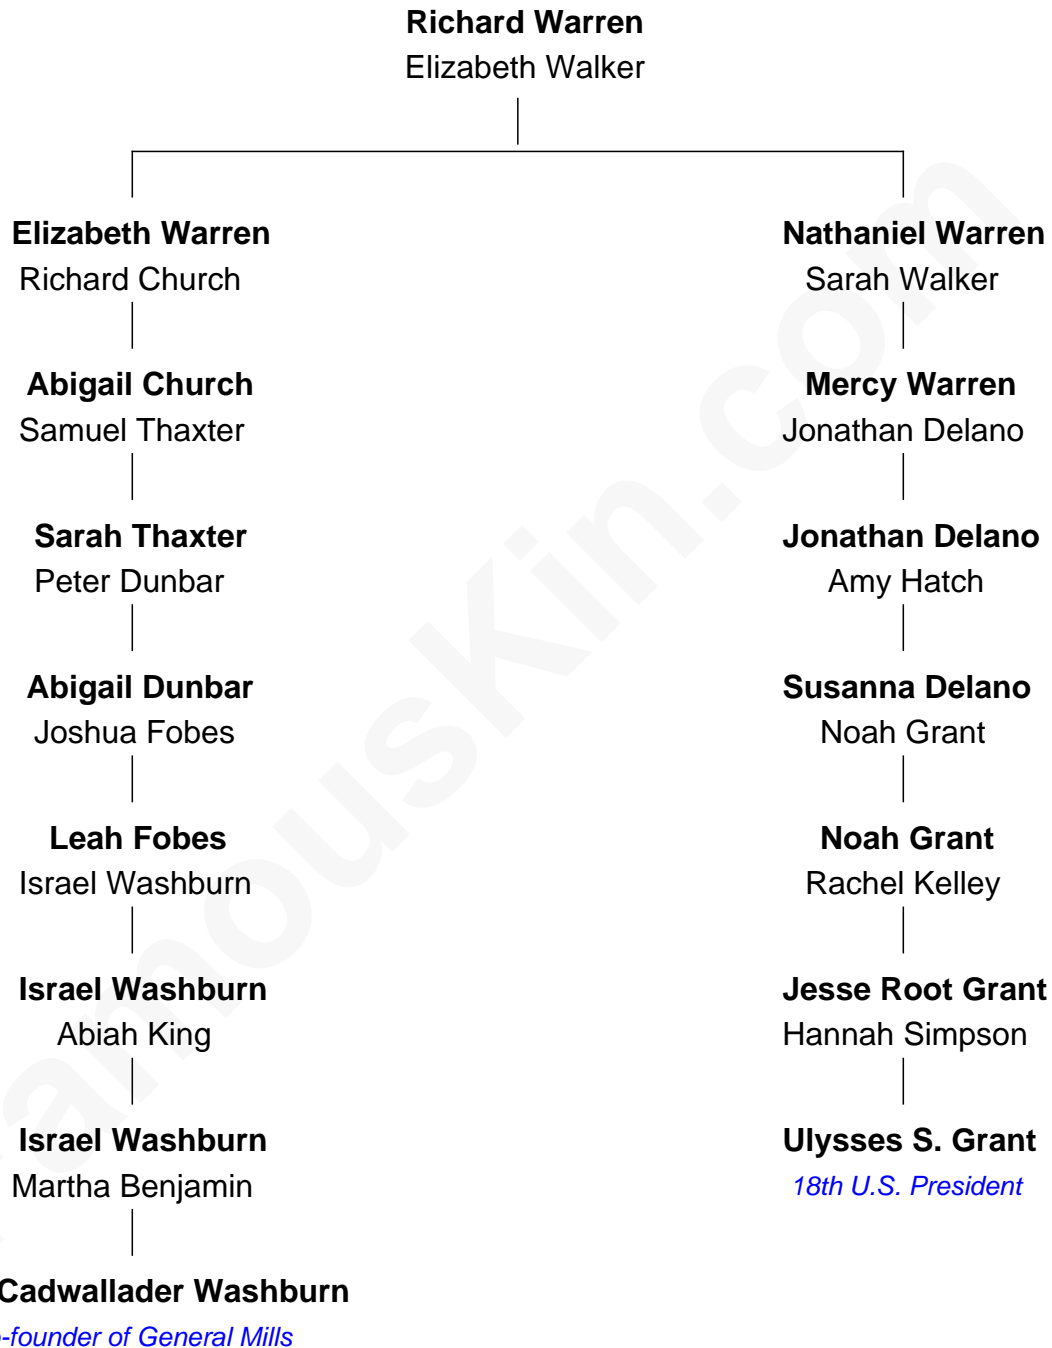 Richard Warren
Elizabeth Walker
Elizabeth Warren
Richard Church
Abigail Church
Samuel Thaxter
Sarah Thaxter
Peter Dunbar
Abigail Dunbar
Joshua Fobes
Leah Fobes
Israel Washburn
Israel Washburn
Abiah King
Israel Washburn
Martha Benjamin
Cadwallader Washburn
-founder of General Mills
Nathaniel Warren
Sarah Walker
Mercy Warren
Jonathan Delano
Jonathan Delano
Amy Hatch
Susanna Delano
Noah Grant
Noah Grant
Rachel Kelley
Jesse Root Grant
Hannah Simpson
Ulysses S. Grant
18th U.S. President
FamousKin.com